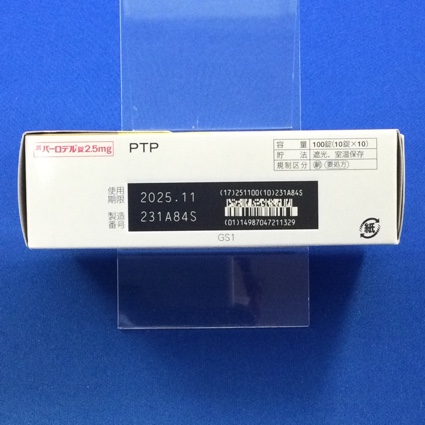 パーロデル錠2.5mg
PTP
容量 100錠(10錠×10)
貯法 遮光、室温保存
規制区分 劇 (要処方)
使用期限 2025.11
製造番号 231A84S
(17)251100(10)231A84S
(01)14987047211329
GS1
紙